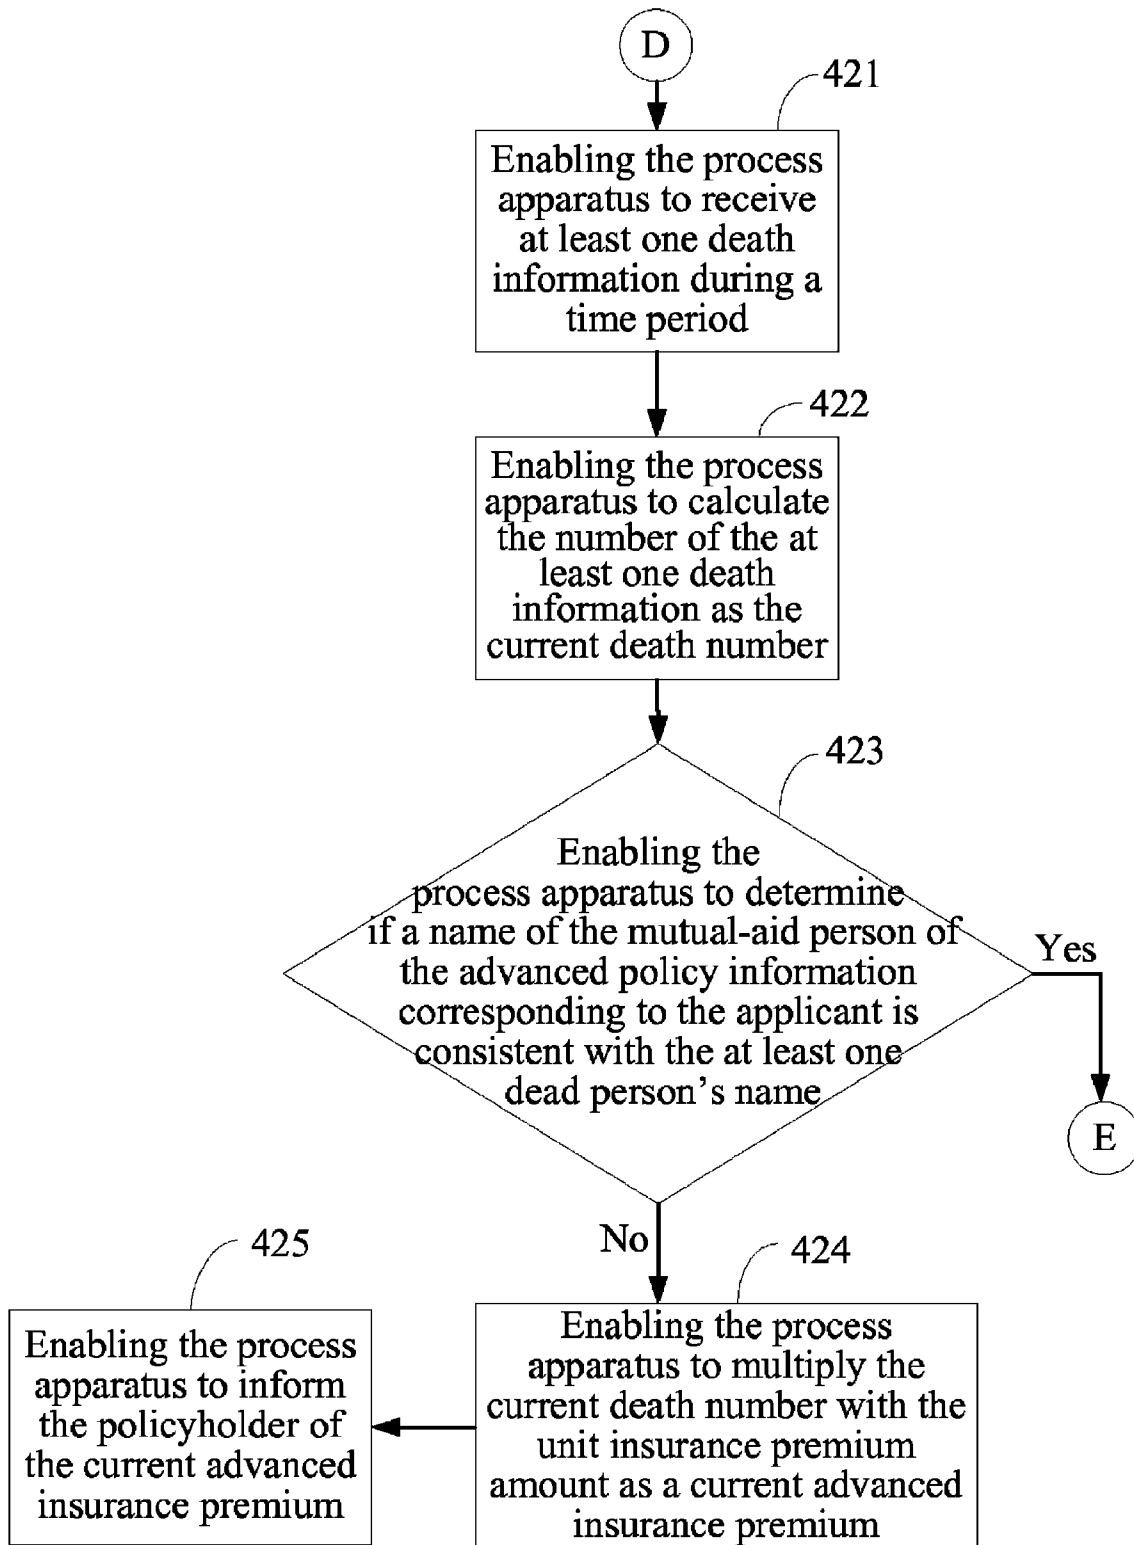 D
421
Enabling the process
apparatus to receive
at least one death
information during a
time period
422
Enabling the process
apparatus to calculate
the number of the at
least one death
information as the
current death number
423
Enabling the
process apparatus to determine
if a name of the mutual-aid person of
the advanced policy information
corresponding to the applicant is
consistent with the at least one
dead person's name
Yes
E
No
424
Enabling the process
apparatus to multiply the
current death number with the
unit insurance premium
amount as a current advanced
insurance premium
425
Enabling the process
apparatus to inform
the policyholder of
the current advanced
insurance premium